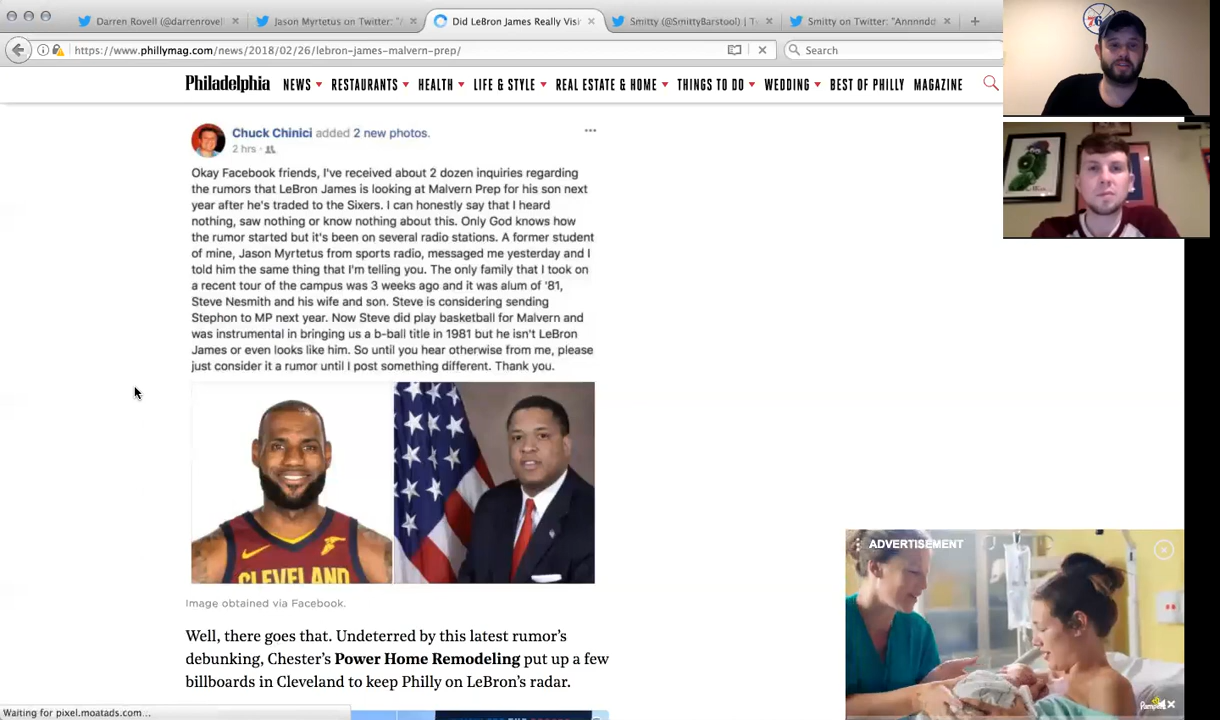 Darren Rovell (@darrenrovell
Jason Myrtetus on Twitter: "/
Did LeBron James Really Visi
Smitty (@SmittyBarstool) | T
Smitty on Twitter: "Annnndd
https://www.phillymag.com/news/2018/02/26/lebron-james-malvern-prep/
Search
Philadelphia
NEWS
RESTAURANTS
HEALTH
LIFE & STYLE
REAL ESTATE & HOME
THINGS TO DO
WEDDING
BEST OF PHILLY
MAGAZINE
Chuck Chinici added 2 new photos.
2 hrs
Okay Facebook friends, I've received about 2 dozen inquiries regarding
the rumors that LeBron James is looking at Malvern Prep for his son next
year after he's traded to the Sixers. I can honestly say that I heard
nothing, saw nothing or know nothing about this. Only God knows how
the rumor started but it's been on several radio stations. A former student
of mine, Jason Myrtetus from sports radio, messaged me yesterday and I
told him the same thing that I'm telling you. The only family that I took on
a recent tour of the campus was 3 weeks ago and it was alum of '81,
Steve Nesmith and his wife and son. Steve is considering sending
Stephon to MP next year. Now Steve did play basketball for Malvern and
was instrumental in bringing us a b-ball title in 1981 but he isn't LeBron
James or even looks like him. So until you hear otherwise from me, please
just consider it a rumor until I post something different. Thank you.
CLEVELAND
Image obtained via Facebook.
Well, there goes that. Undeterred by this latest rumor's
debunking, Chester's Power Home Remodeling put up a few
billboards in Cleveland to keep Philly on LeBron's radar.
ADVERTISEMENT
Pampers
Waiting for pixel.moatads.com...
76